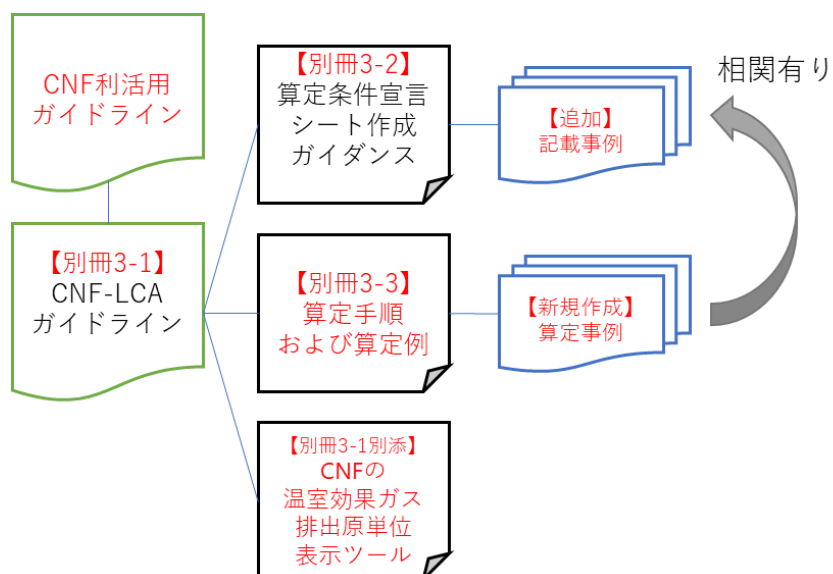 CNF利活用
ガイドライン
【別冊3-1】
CNF-LCA
ガイドライン
【別冊3-2】
算定条件宣言
シート作成
ガイダンス
【追加】
記載事例
相関有り
【別冊3-3】
算定手順
および算定例
【新規作成】
算定事例
【別冊3-1別添】
CNFの
温室効果ガス
排出原単位
表示ツール